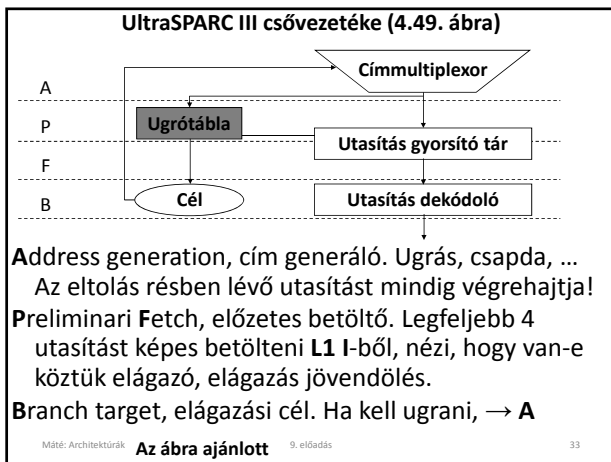 UltraSPARC III csővezetéke (4.49. ábra)
Címmultiplexor
A
P
Ugrótábla
Utasítás gyorsító tár
F
B
Cél
Utasítás dekódoló
Address generation, cím generáló. Ugrás, csapda, …
Az eltolás résben lévő utasítást mindig végrehajtja!
Preliminari Fetch, előzetes betöltő. Legfeljebb 4
utasítást képes betölteni L1 I-ből, nézi, hogy van-e
köztük elágazó, elágazás jövendölés.
Branch target, elágazási cél. Ha kell ugrani, → A
Máté: Architektúrák Az ábra ajánlott 9. előadás 33